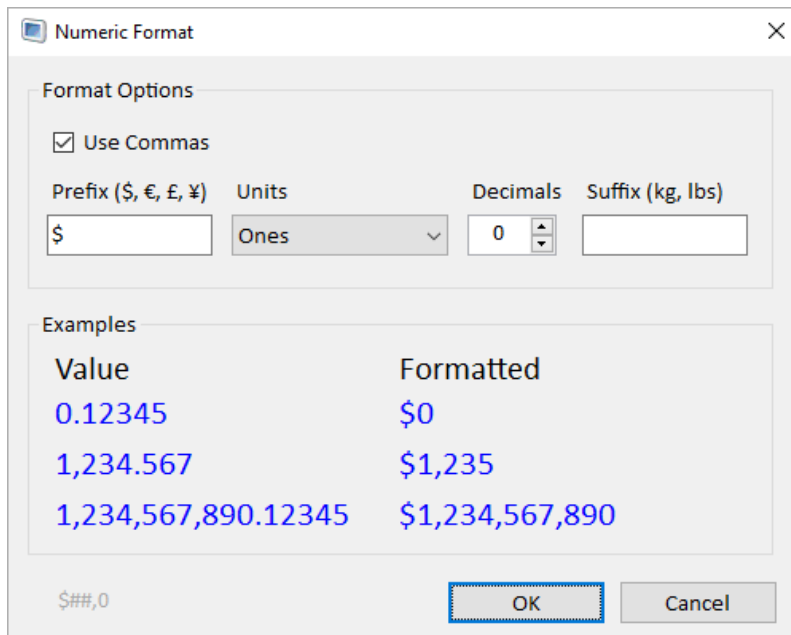 Numeric Format
Format Options
Use Commas
Prefix ($, €, £, ¥) Units Decimals Suffix (kg, lbs)
$ Ones 0
Examples
Value Formatted
0.12345 $0
1,234.567 $1,235
1,234,567,890.12345 $1,234,567,890
$##,0 OK Cancel